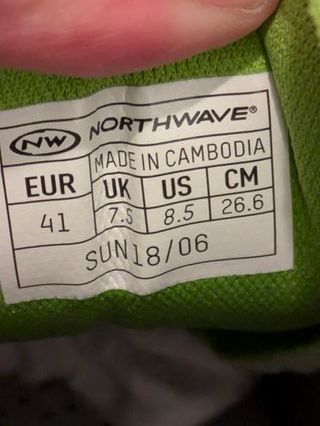 NW NORTHWAVE®
MADE IN CAMBODIA
EUR UK US CM
41 7.5 8.5 26.6
SUN18/06